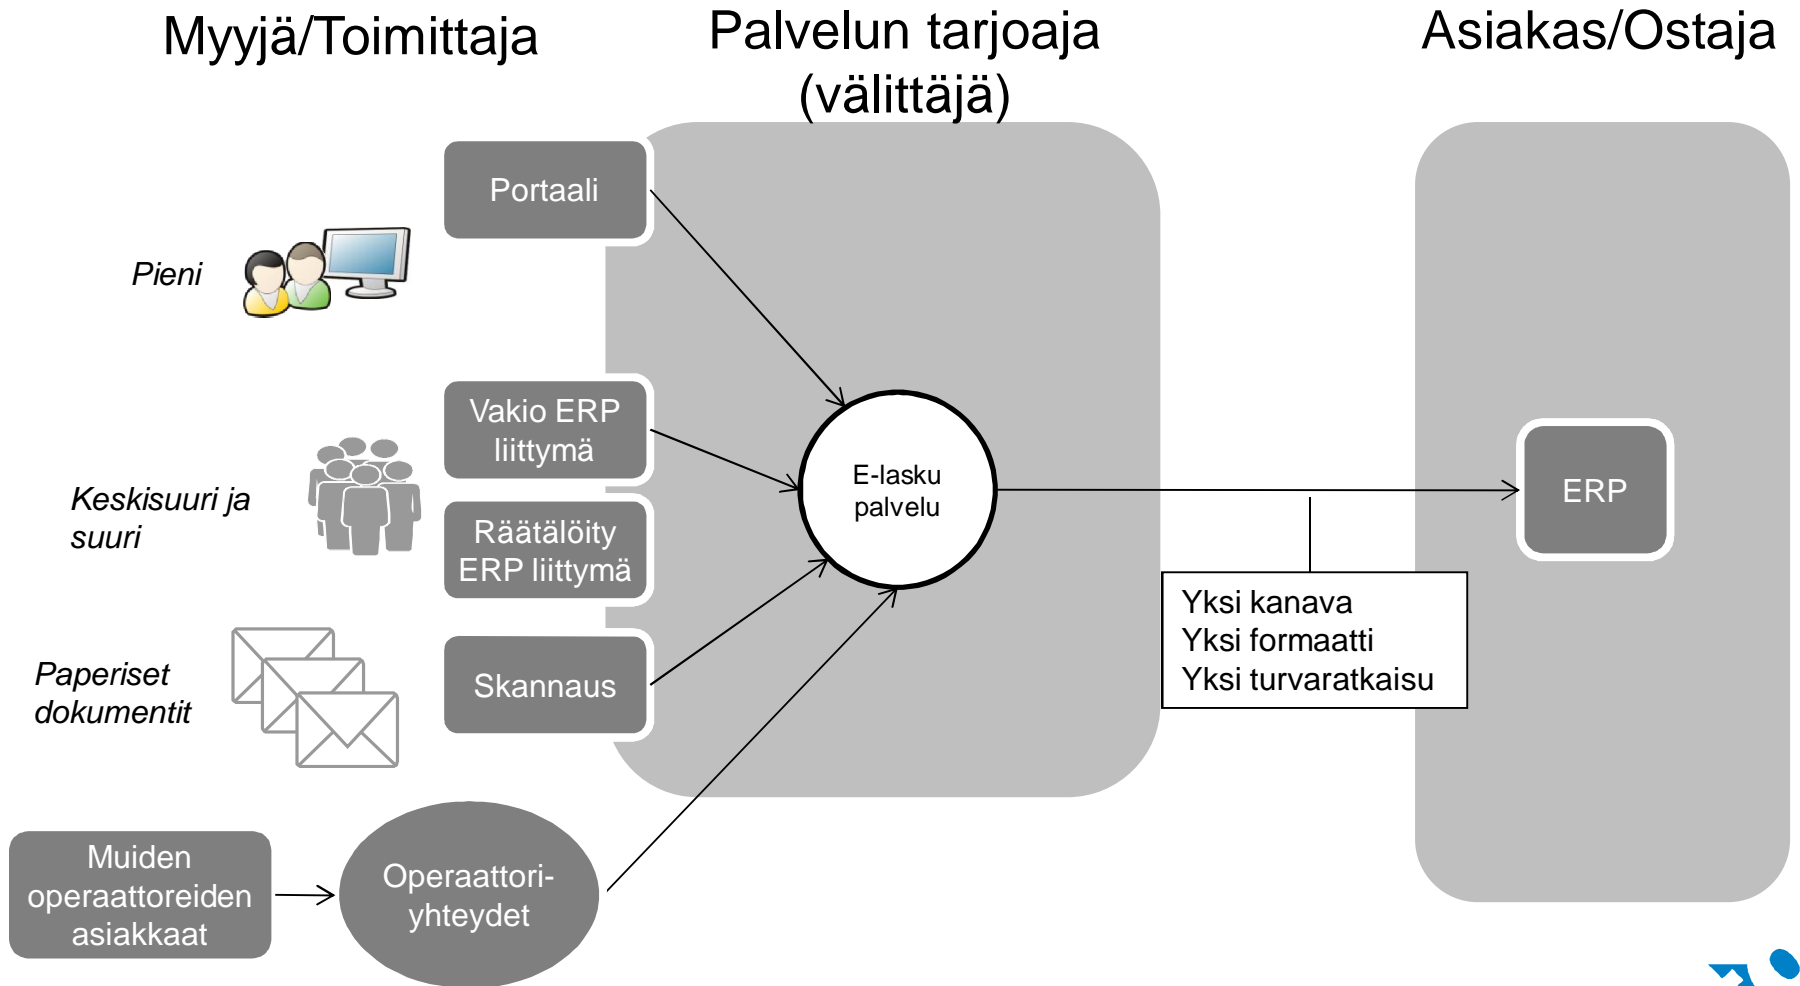 Myyjä/Toimittaja
Palvelun tarjoaja
(välittäjä)
Asiakas/Ostaja
Portaali
Pieni
Vakio ERP
liittymä
Keskisuuri ja
suuri
Räätälöity
ERP liittymä
E-lasku
palvelu
ERP
Yksi kanava
Yksi formaatti
Yksi turvaratkaisu
Paperiset
dokumentit
Skannaus
Muiden
operaattoreiden
asiakkaat
Operaattori-
yhteydet